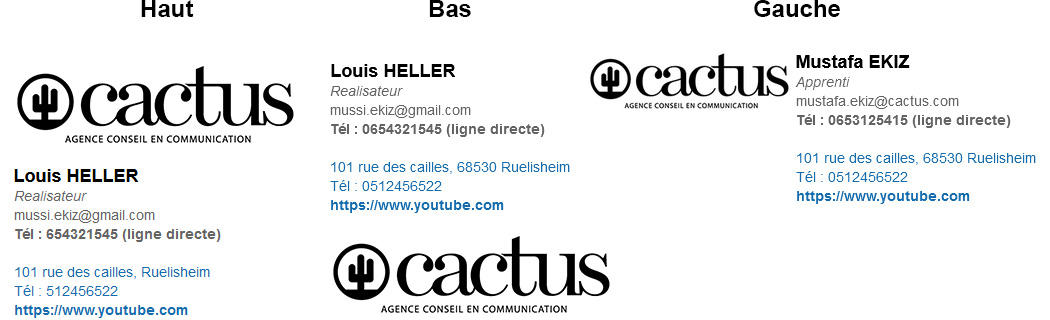 Haut
cactus
AGENCE CONSEIL EN COMMUNICATION
Louis HELLER
Realisateur
mussi.ekiz@gmail.com
Tél : 654321545 (ligne directe)
101 rue des cailles, Ruelisheim
Tél : 512456522
https://www.youtube.com
Bas
Louis HELLER
Realisateur
mussi.ekiz@gmail.com
Tél : 0654321545 (ligne directe)
101 rue des cailles, 68530 Ruelisheim
Tél : 0512456522
https://www.youtube.com
cactus
AGENCE CONSEIL EN COMMUNICATION
Gauche
cactus
AGENCE CONSEIL EN COMMUNICATION
Mustafa EKIZ
Apprenti
mustafa.ekiz@cactus.com
Tél : 0653125415 (ligne directe)
101 rue des cailles, 68530 Ruelisheim
Tél : 0512456522
https://www.youtube.com